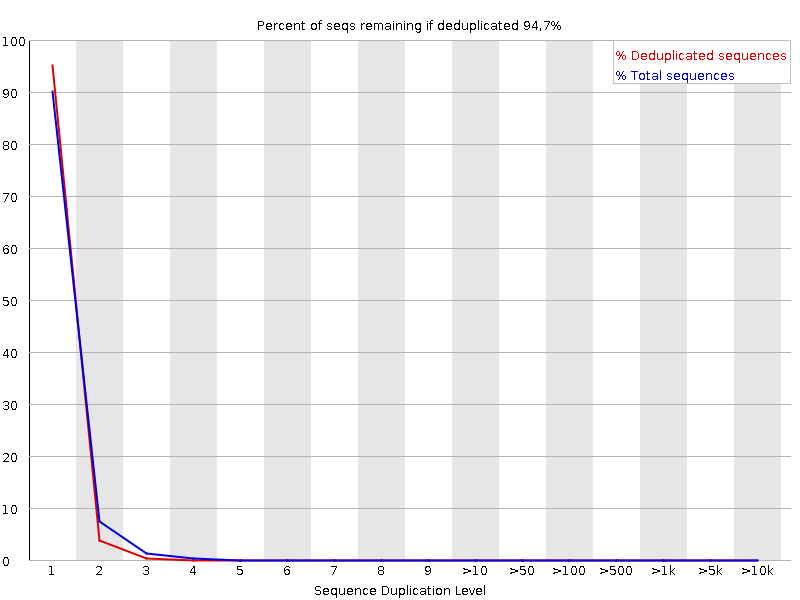 Percent of seqs remaining if deduplicated 94,7%
% Deduplicated sequences
% Total sequences
100
90
80
70
60
50
40
30
20
10
0
1 2 3 4 5 6 7 8 9 >10 >50 >100 >500 >1k >5k >10k
Sequence Duplication Level